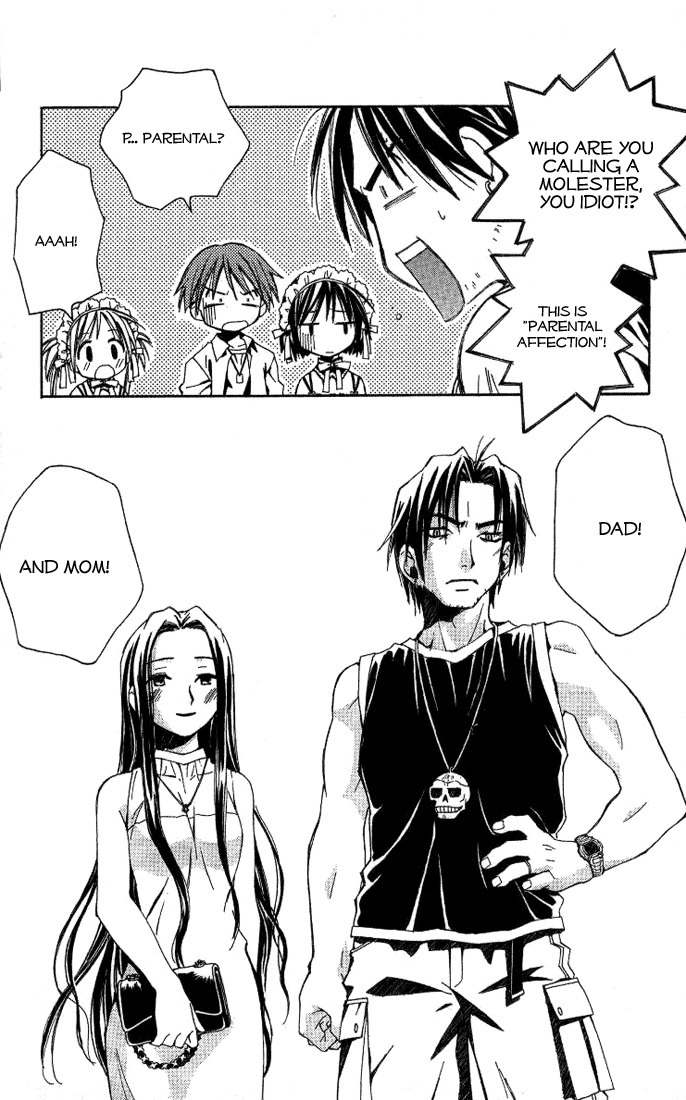 WHO ARE YOU
CALLING A
MOLESTER,
YOU IDIOT!?
THIS IS
"PARENTAL
AFFECTION"!
P... PARENTAL?
AAAH!
DAD!
AND MOM!